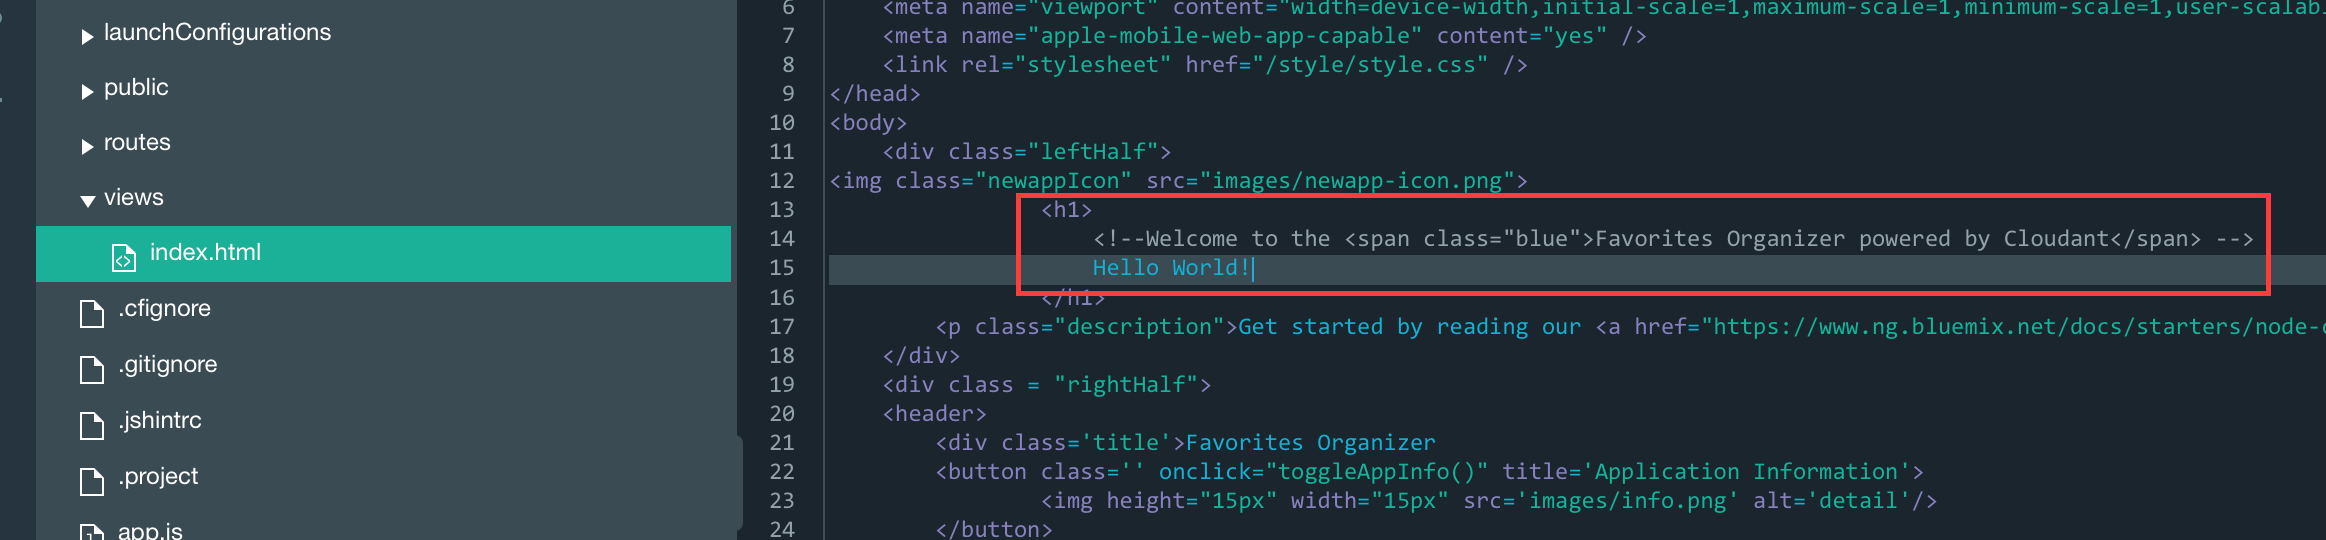 launchConfigurations
public
routes
views
index.html
.cfignore
.gitignore
.jshintrc
.project
app.js
6 <meta name="viewport" content="width=device-width,initial-scale=1,maximum-scale=1,minimum-scale=1,user-scalabl
7 <meta name="apple-mobile-web-app-capable" content="yes" />
8 <link rel="stylesheet" href="/style/style.css" />
9 </head>
10 <body>
11 <div class="leftHalf">
12 <img class="newappIcon" src="images/newapp-icon.png">
13 <h1>
14 <!--Welcome to the <span class="blue">Favorites Organizer powered by Cloudant</span> -->
15 Hello World!
16 </h1>
17 <p class="description">Get started by reading our <a href="https://www.ng.bluemix.net/docs/starters/node-c
18 </div>
19 <div class = "rightHalf">
20 <header>
21 <div class='title'>Favorites Organizer
22 <button class='' onclick="toggleAppInfo()" title='Application Information'>
23 <img height="15px" width="15px" src='images/info.png' alt='detail'/>
24 </button>